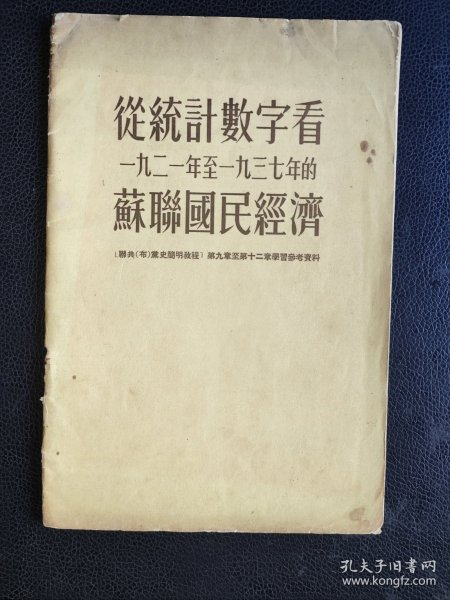 從統計數字看
一九二一年至一九三七年的
蘇聯國民經濟
「聯共(布)黨史簡明教程」第九章至第十二章學習參考資料
孔夫子旧书网
www.kongfz.com